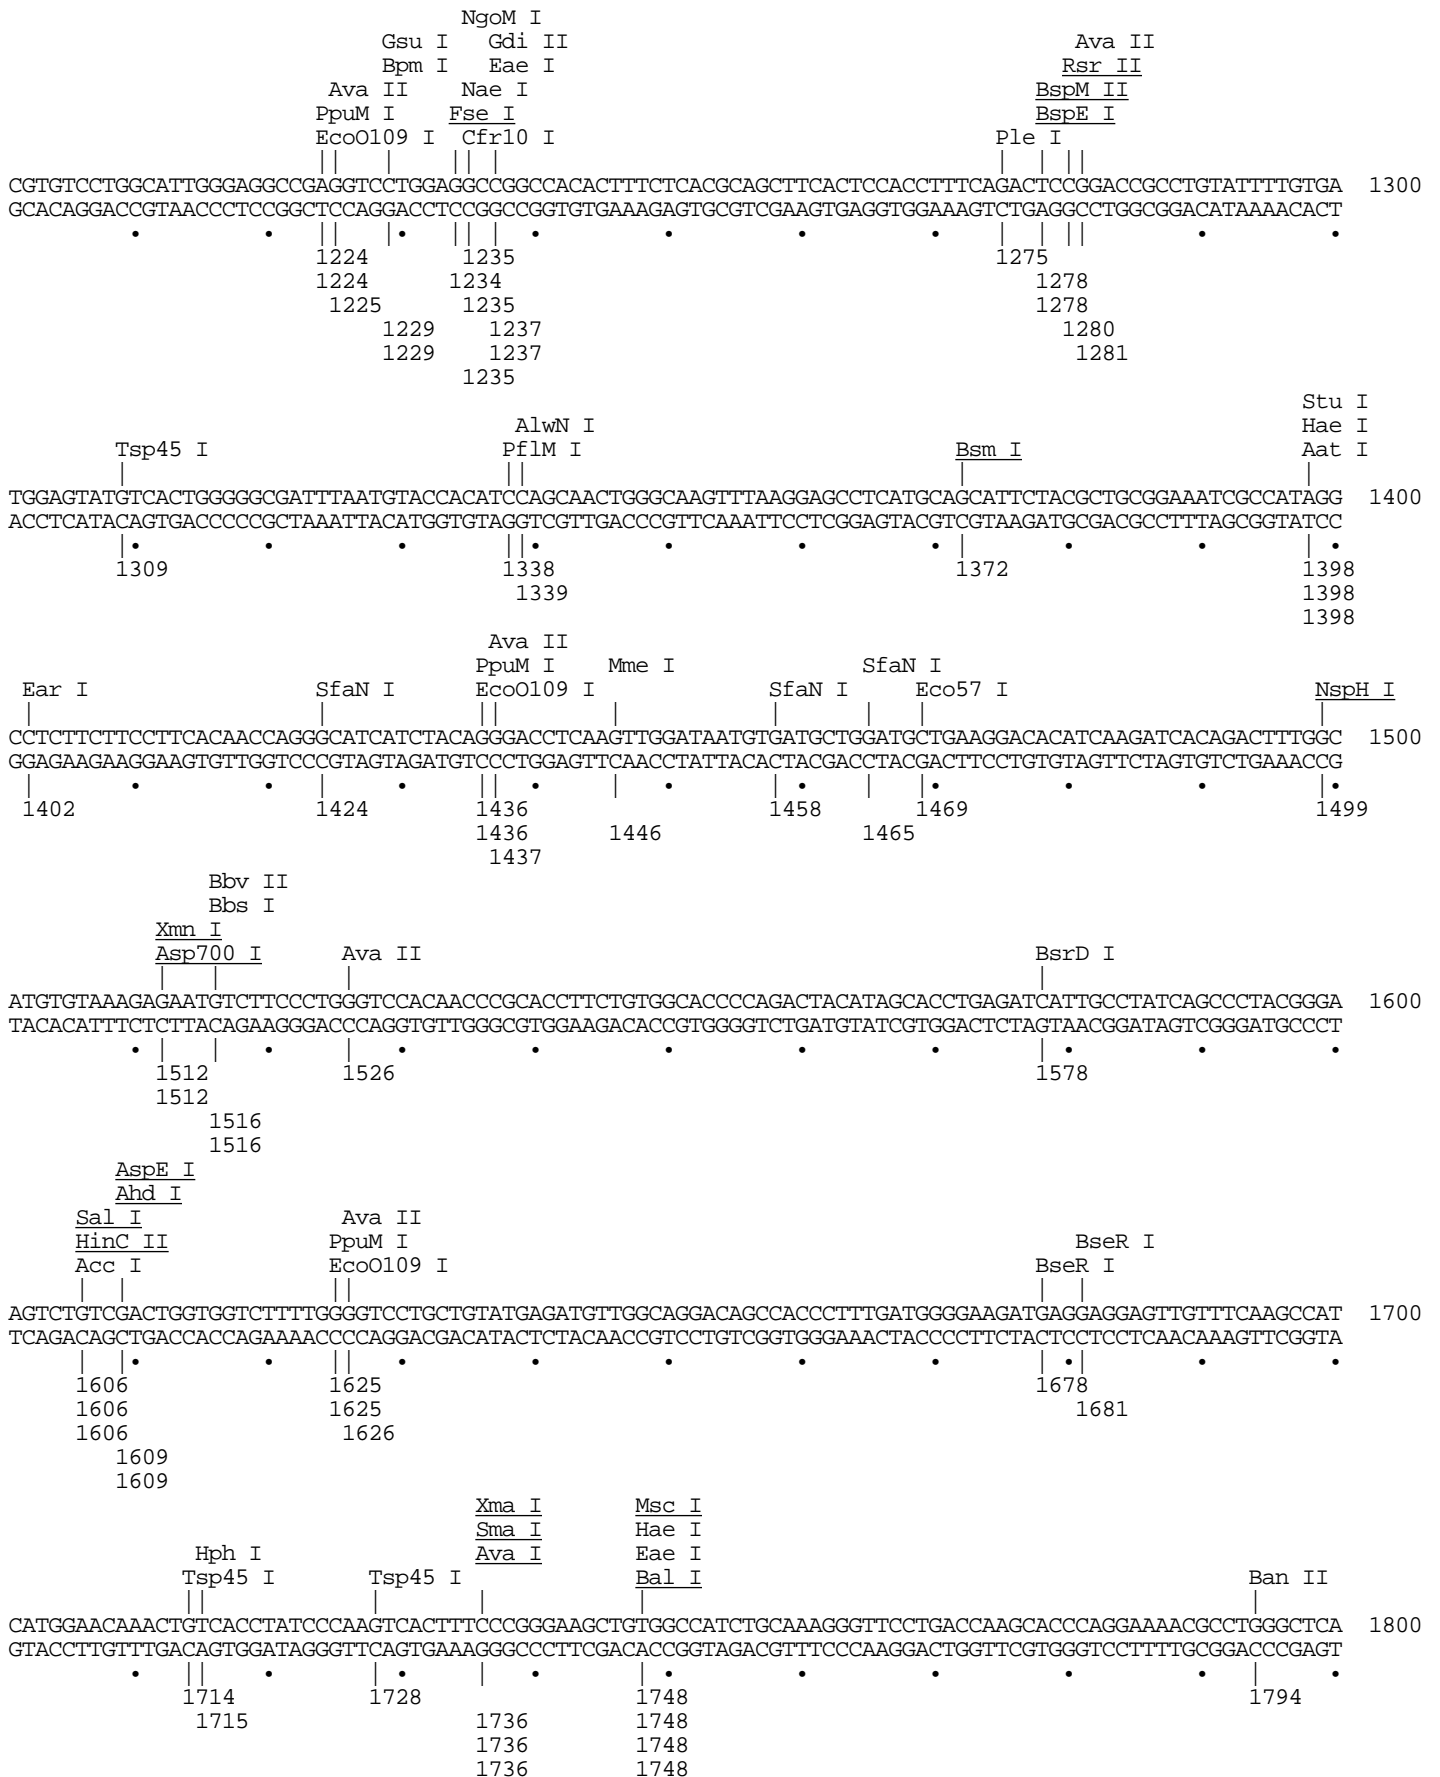 NgoM I
Gsu I Gdi II Ava II
Bpm I Eae I Rsr II
Ava II Nae I BspM II
PpuM I Fse I BspE I
EcoO109 I Cfr10 I Ple I
CGTGTCCTGGCATTGGGAGGCCGAGGTCCTGGAGGCCGGCCACACTTTCTCACGCAGCTTCACTCCACCTTTCAGACTCCGGACCGCCTGTATTTTGTGA 1300
GCACAGGACCGTAACCCTCCGGCTCCAGGACCTCCGGCCGGTGTGAAAGAGTGCGTCGAAGTGAGGTGGAAAGTCTGAGGCCTGGCGGACATAAAACACT
1224 1235 1275
1224 1234 1278
1225 1235 1278
1229 1237 1280
1229 1237 1281
1235
Stu I
AlwN I Hae I
Tsp45 I PflM I Bsm I Aat I
TGGAGTATGTCACTGGGGGCGATTTAATGTACCACATCCAGCAACTGGGCAAGTTTAAGGAGCCTCATGCAGCATTCTACGCTGCGGAAATCGCCATAGG 1400
ACCTCATACAGTGACCCCCGCTAAATTACATGGTGTAGGTCGTTGACCCGTTCAAATTCCTCGGAGTACGTCGTAAGATGCGACGCCTTTAGCGGTATCC
1309 1338 1372 1398
1339 1398
1398
Ava II
PpuM I Mme I SfaN I
Ear I SfaN I EcoO109 I SfaN I Eco57 I NspH I
CCTCTTCTTCCTTCACAACCAGGGCATCATCTACAGGGACCTCAAGTTGGATAATGTGATGCTGGATGCTGAAGGACACATCAAGATCACAGACTTTGGC 1500
GGAGAAGAAGGAAGTGTTGGTCCCGTAGTAGATGTCCCTGGAGTTCAACCTATTACACTACGACCTACGACTTCCTGTGTAGTTCTAGTGTCTGAAACCG
1402 1424 1436 1458 1469 1499
1436 1446 1465
1437
Bbv II
Bbs I
Xmn I
Asp700 I Ava II BsrD I
ATGTGTAAAGAGAATGTCTTCCCTGGGTCCACAACCCGCACCTTCTGTGGCACCCCAGACTACATAGCACCTGAGATCATTGCCTATCAGCCCTACGGGA 1600
TACACATTTCTCTTACAGAAGGGACCCAGGTGTTGGGCGTGGAAGACACCGTGGGGTCTGATGTATCGTGGACTCTAGTAACGGATAGTCGGGATGCCCT
1512 1526 1578
1512
1516
1516
AspE I
Ahd I
Sal I Ava II
HinC II PpuM I BseR I
Acc I EcoO109 I BseR I
AGTCTGTCGACTGGTGGTCTTTTGGGGTCCTGCTGTATGAGATGTTGGCAGGACAGCCACCCTTTGATGGGGAAGATGAGGAGGAGTTGTTTCAAGCCAT 1700
TCAGACAGCTGACCACCAGAAAACCCCAGGACGACATACTCTACAACCGTCCTGTCGGTGGGAAACTACCCCTTCTACTCCTCCTCAACAAAGTTCGGTA
1606 1625 1678
1606 1625 1681
1606 1626
1609
1609
Xma I Msc I
Sma I Hae I
Hph I Ava I Eae I
Tsp45 I Tsp45 I Bal I Ban II
CATGGAACAAACTGTCACCTATCCCAAGTCACTTTCCCGGGAAGCTGTGGCCATCTGCAAAGGGTTCCTGACCAAGCACCCAGGAAAACGCCTGGGCTCA 1800
GTACCTTGTTTGACAGTGGATAGGGTTCAGTGAAAGGGCCCTTCGACACCGGTAGACGTTTCCCAAGGACTGGTTCGTGGGTCCTTTTGCGGACCCGAGT
1714 1728 1748 1794
1715 1736 1748
1736 1748
1736 1748